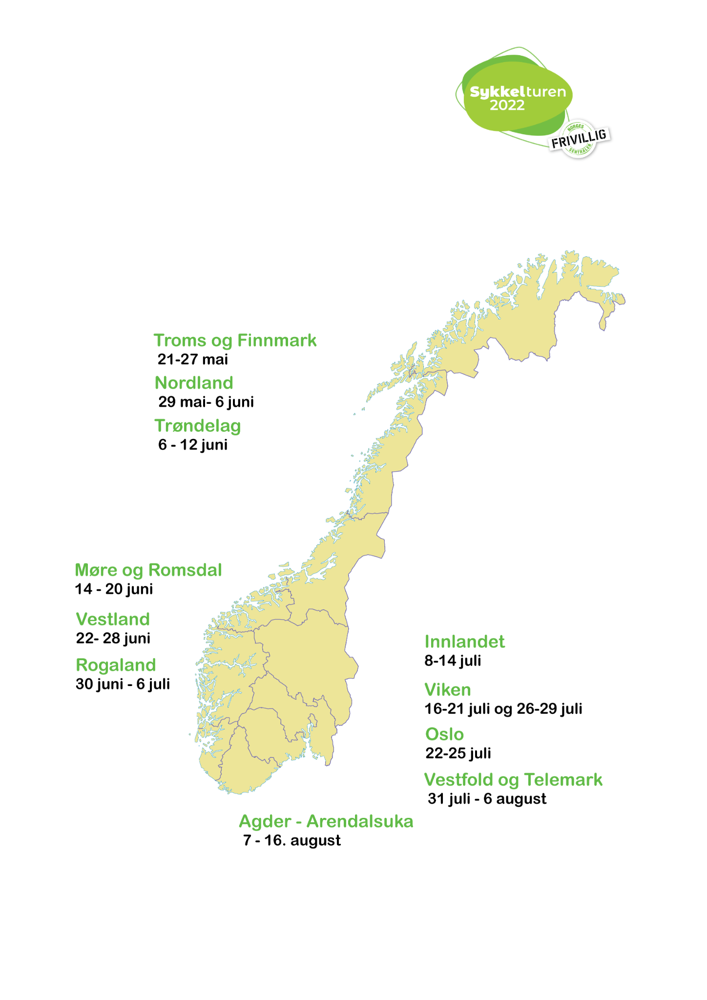 Sykkelturen
2022
NORGES
FRIVILLIG
SENTRALER
Troms og Finnmark
21-27 mai
Nordland
29 mai- 6 juni
Trøndelag
6 - 12 juni
Møre og Romsdal
14 - 20 juni
Vestland
22- 28 juni
Rogaland
30 juni - 6 juli
Innlandet
8-14 juli
Viken
16-21 juli og 26-29 juli
Oslo
22-25 juli
Vestfold og Telemark
31 juli - 6 august
Agder - Arendalsuka
7 - 16. august